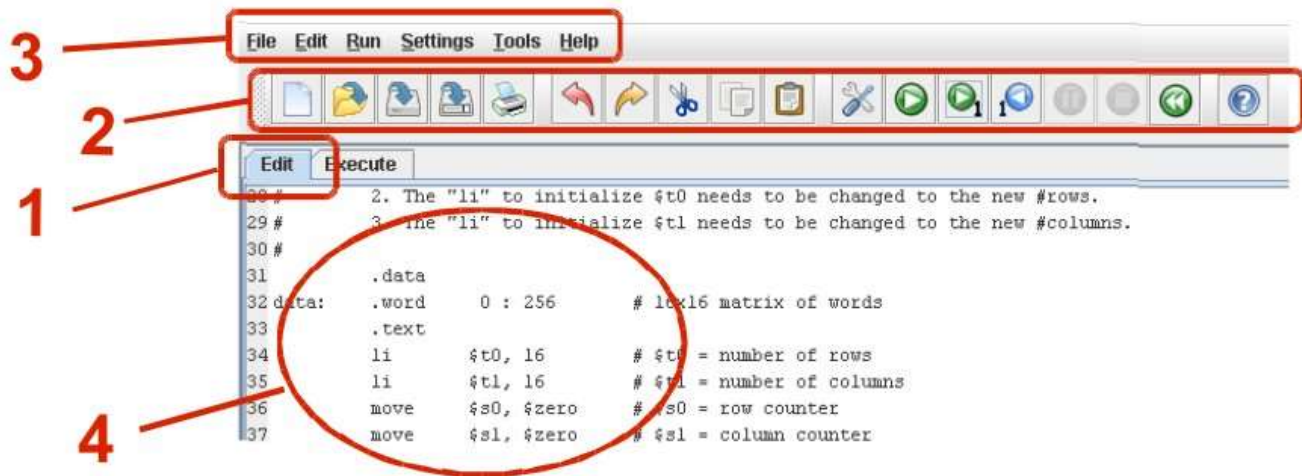 3
File Edit Run Settings Tools Help
2
1 1
1
Edit Execute
28 # 2. The "li" to initialize $t0 needs to be changed to the new #rows.
29 # 3. The "li" to initialize $t1 needs to be changed to the new #columns.
30 #
31 .data
32 data: .word 0 : 256 # 16x16 matrix of words
33 .text
34 li $t0, 16 # $t0 = number of rows
35 li $t1, 16 # $t1 = number of columns
36 move $s0, $zero # $s0 = row counter
37 move $s1, $zero # $s1 = column counter
4